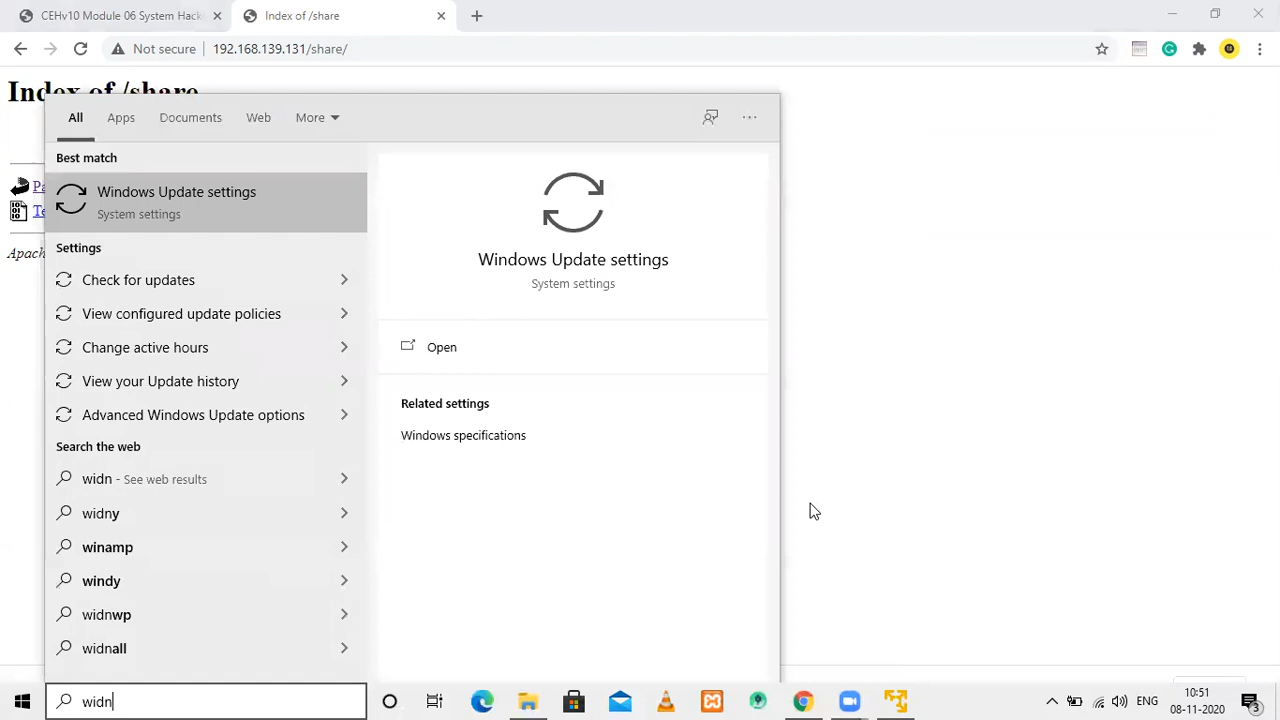 CEHv10 Module 06 System Hack
Index of /share
Not secure
192.168.139.131/share/
Index of /share
All
Apps
Documents
Web
More
Best match
Windows Update settings
System settings
Settings
Check for updates
View configured update policies
Change active hours
View your Update history
Advanced Windows Update options
Search the web
widn - See web results
widny
winamp
windy
widnwp
widnall
Windows Update settings
System settings
Open
Related settings
Windows specifications
Pa
Te
Apach
widn
ENG
10:51
08-11-2020
3